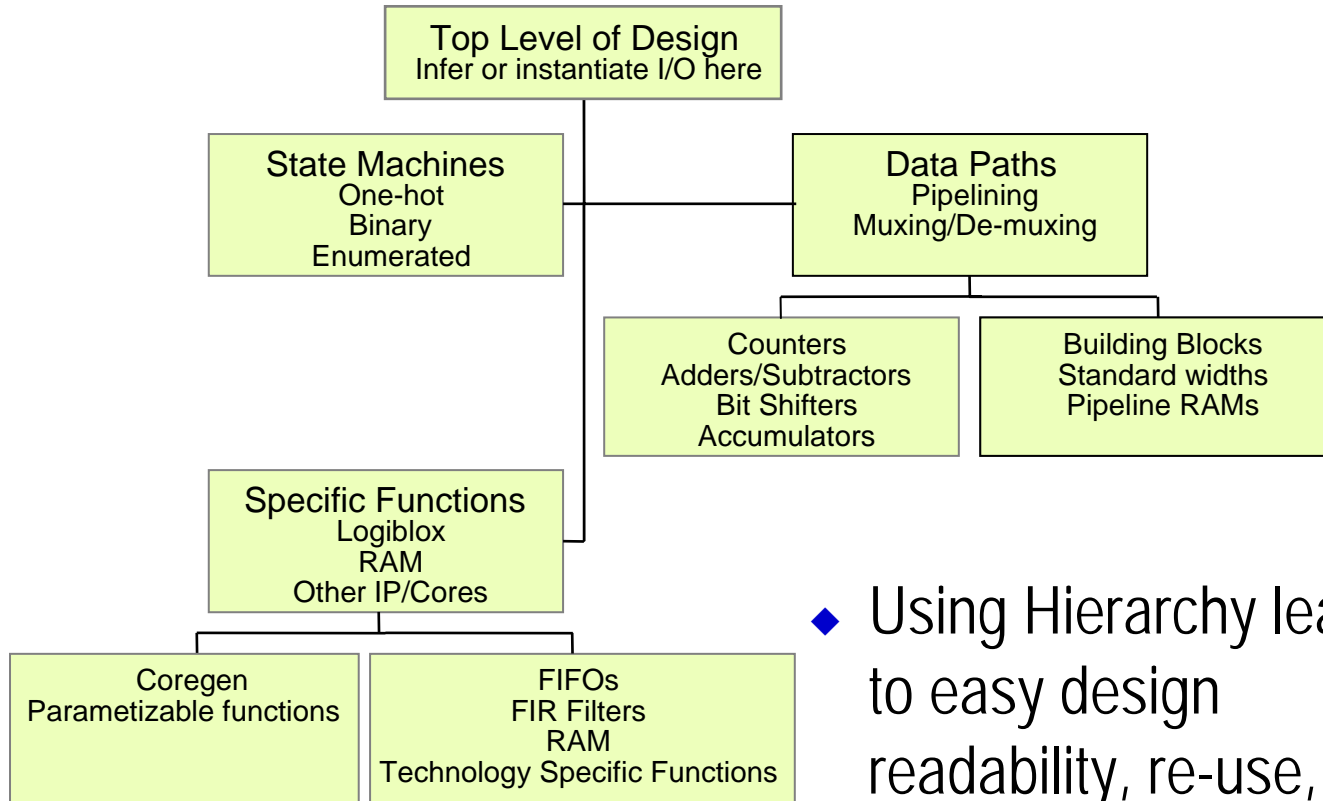 Top Level of Design
Infer or instantiate I/O here
State Machines
One-hot
Binary
Enumerated
Data Paths
Pipelining
Muxing/De-muxing
Counters
Adders/Subtractors
Bit Shifters
Accumulators
Building Blocks
Standard widths
Pipeline RAMs
Specific Functions
Logiblox
RAM
Other IP/Cores
Coregen
Parametizable functions
FIFOs
FIR Filters
RAM
Technology Specific Functions
Using Hierarchy
to easy design
readability, re-use,